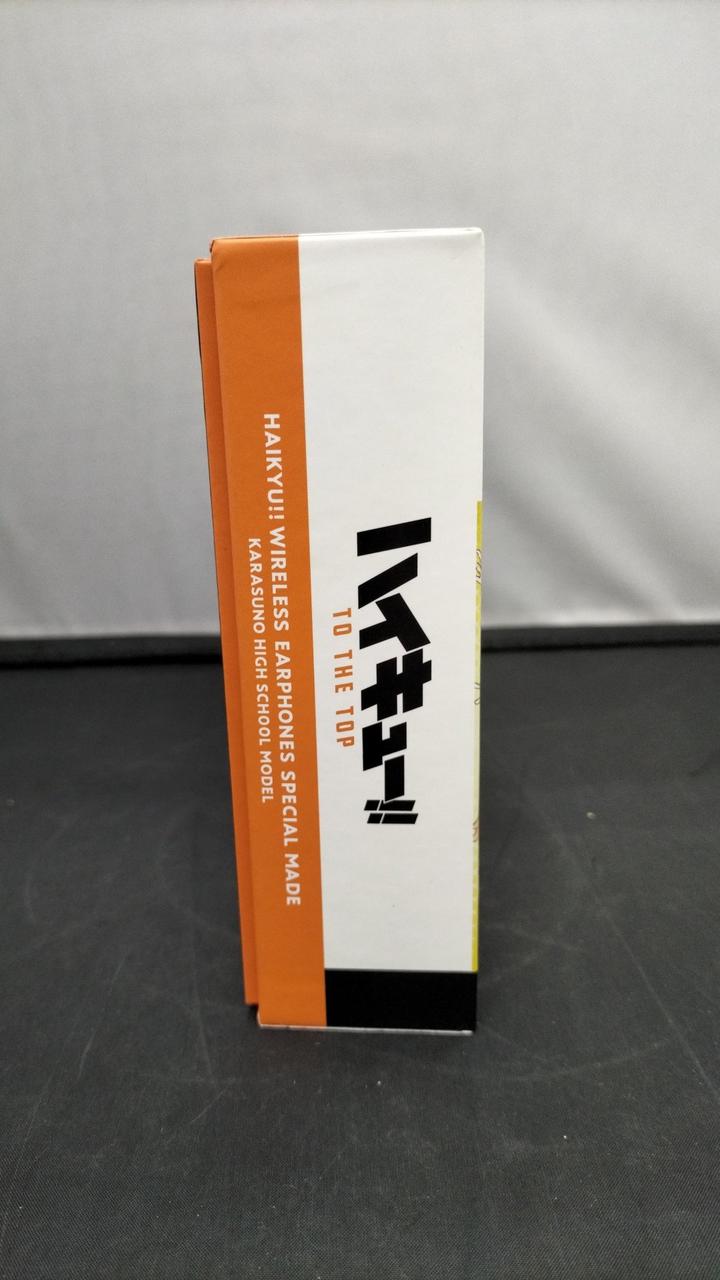 ハイキュー!!
TO THE TOP
HAIKYU!! WIRELESS EARPHONES SPECIAL MADE
KARASUNO HIGH SCHOOL MODEL